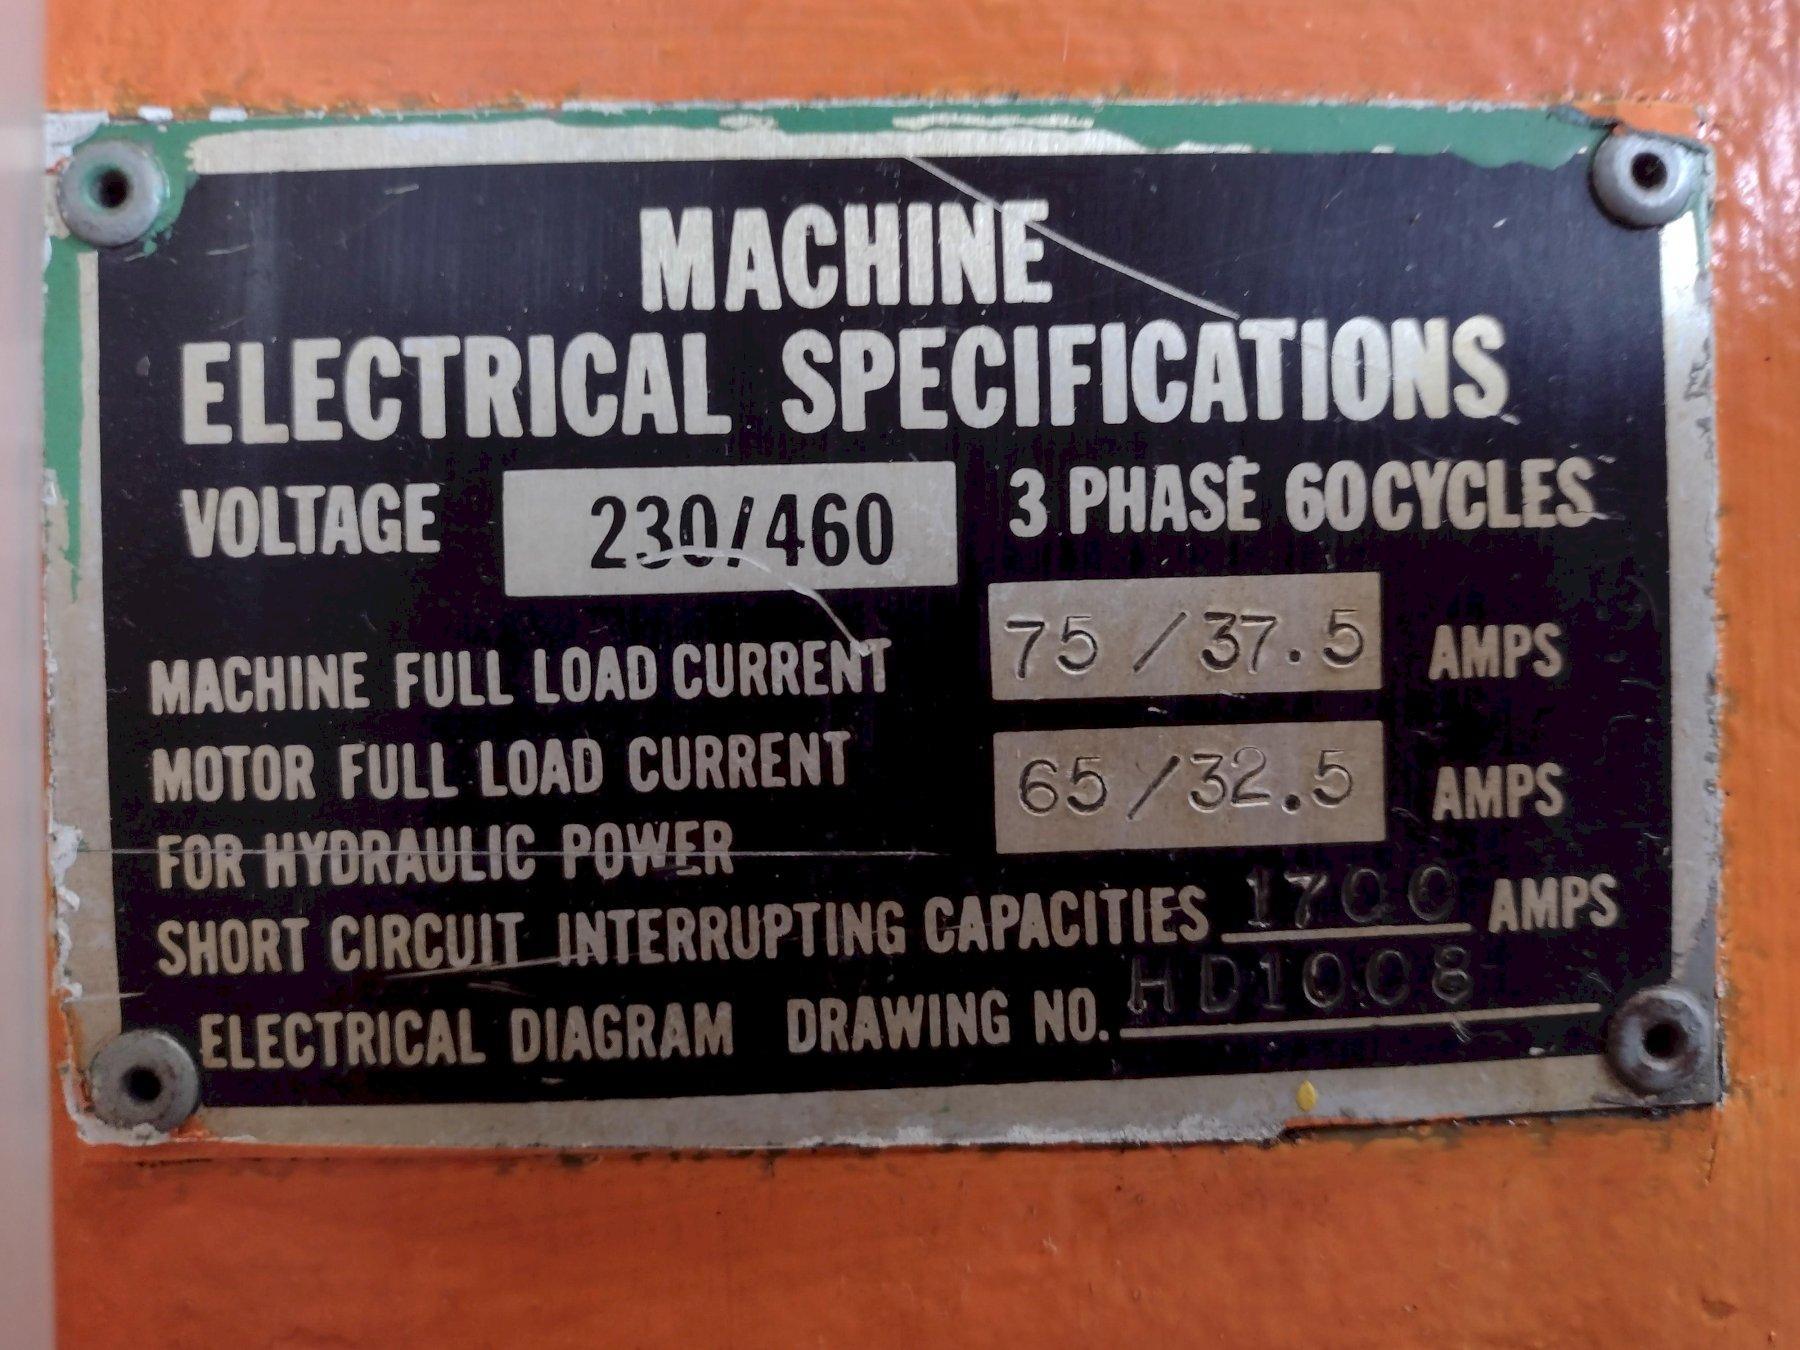 MACHINE
ELECTRICAL SPECIFICATIONS
VOLTAGE 230/460 3 PHASE 60 CYCLES
MACHINE FULL LOAD CURRENT 75/37.5 AMPS
MOTOR FULL LOAD CURRENT 65/32.5 AMPS
FOR HYDRAULIC POWER
SHORT CIRCUIT INTERRUPTING CAPACITIES 1700 AMPS
ELECTRICAL DIAGRAM DRAWING NO. HD1008